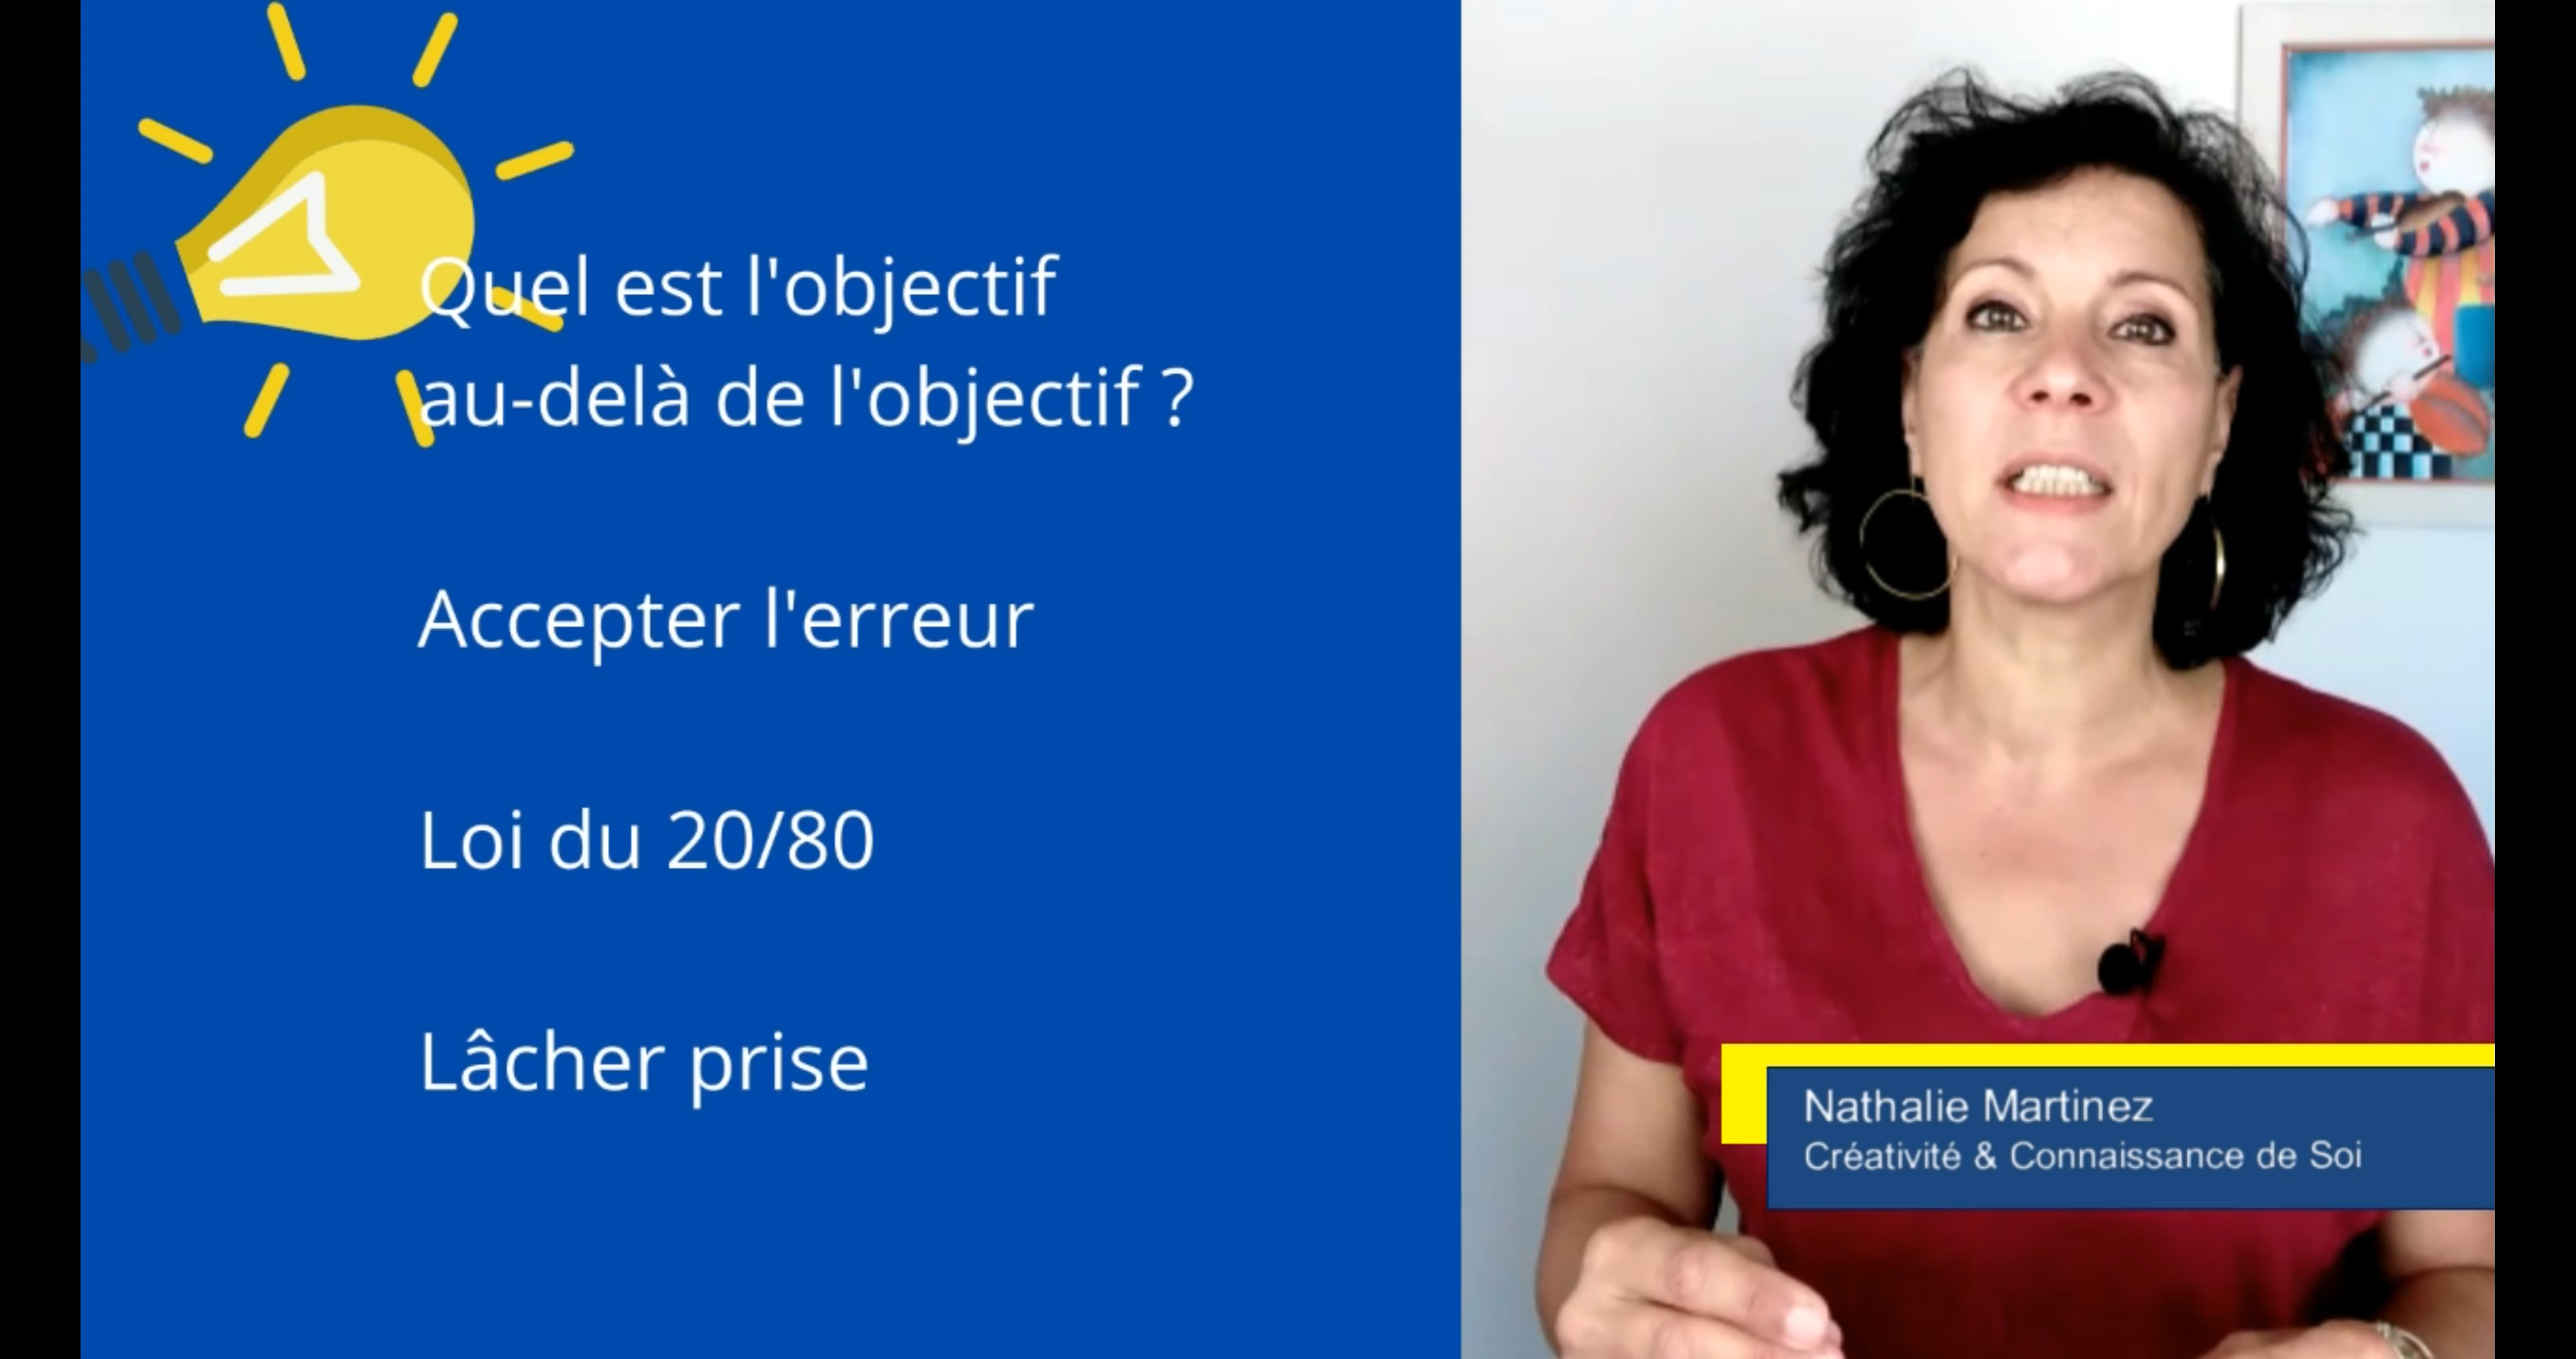 Quel est l'objectif
au-delà de l'objectif ?
Accepter l'erreur
Loi du 20/80
Lâcher prise
Nathalie Martinez
Créativité & Connaissance de Soi